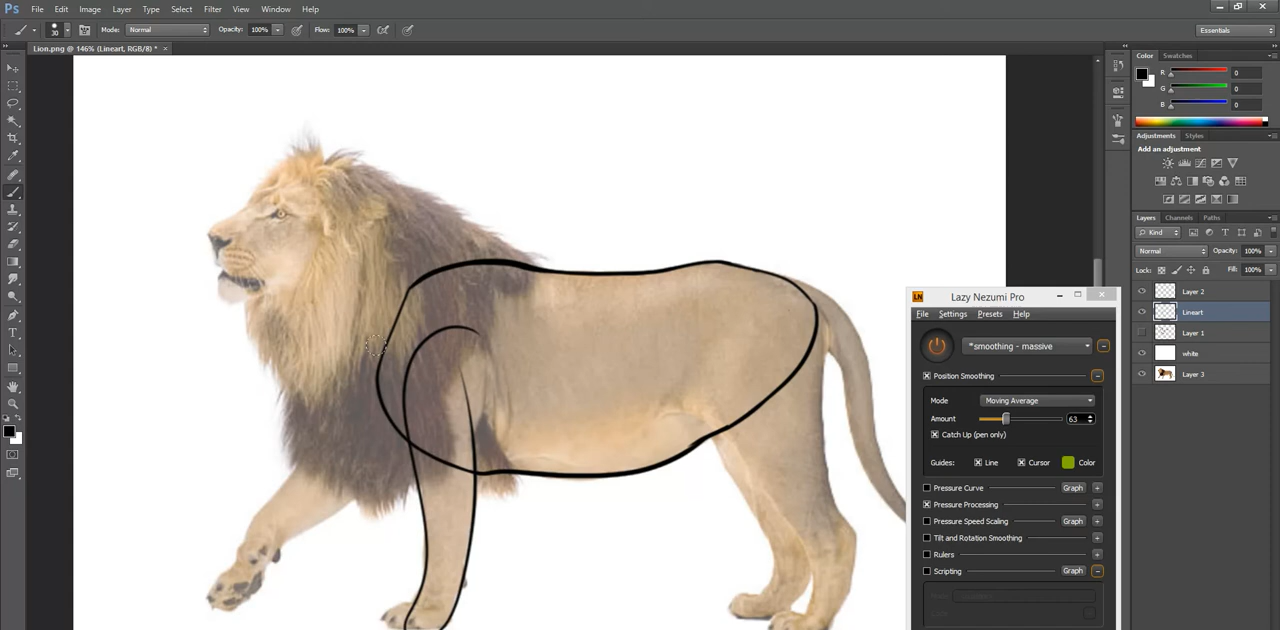 Ps File Edit Image Layer Type Select Filter View Window Help
30 Mode: Normal Opacity: 100% Flow: 100% Essentials
Lion.png @ 146% (Lineart, RGB/8) * ×
Color Swatches
R 0
G 0
B 0
Adjustments Styles
Add an adjustment
Layers Channels Paths
Kind
Normal Opacity: 100%
Locks: Fill: 100%
Layer 2
Lineart
Layer 1
white
Layer 3
LN Lazy Nezumi Pro
File Settings Presets Help
*smoothing - massive
Position Smoothing
Mode Moving Average
Amount 63
Catch Up (pen only)
Guides: Line Cursor Color
Pressure Curve Graph
Pressure Processing
Pressure Speed Scaling Graph
Tilt and Rotation Smoothing
Rulers
Scripting Graph